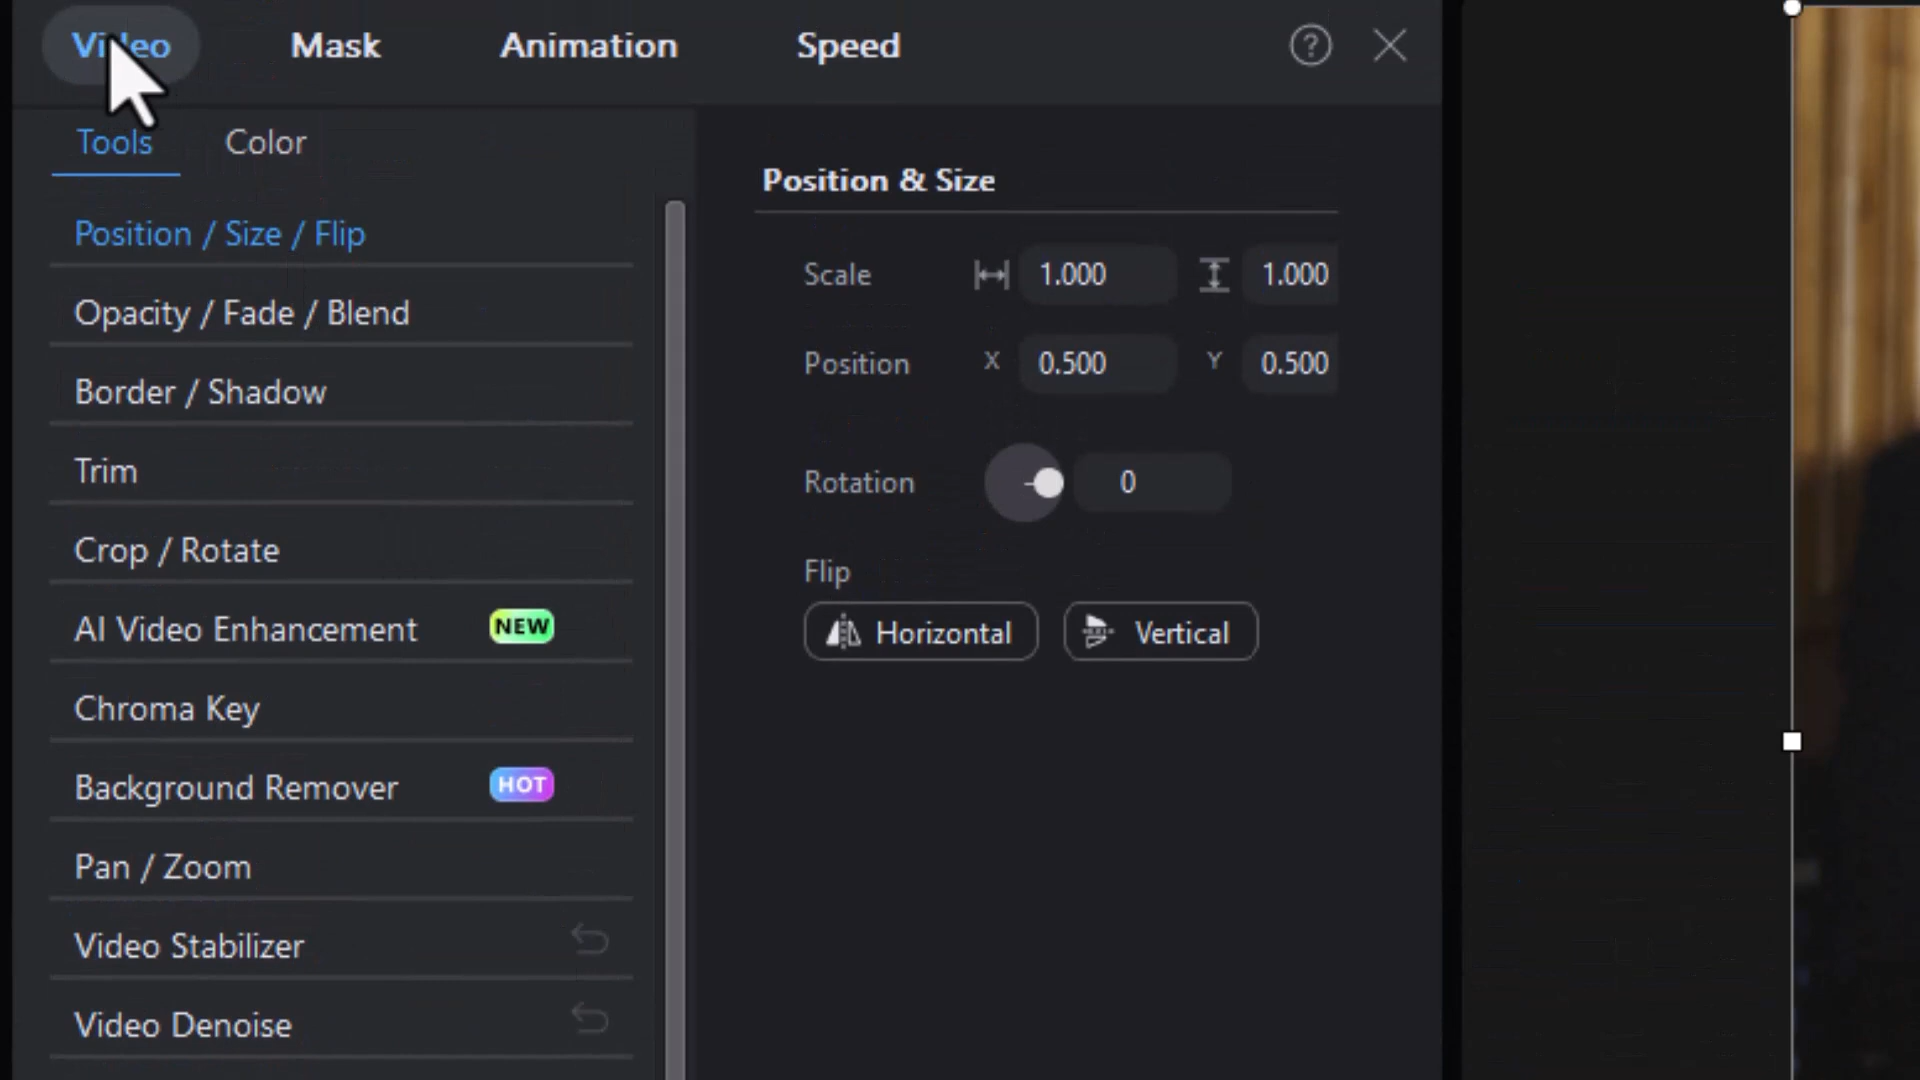 Video Mask Animation Speed
Tools Color
Position / Size / Flip
Opacity / Fade / Blend
Border / Shadow
Trim
Crop / Rotate
AI Video Enhancement NEW
Chroma Key
Background Remover HOT
Pan / Zoom
Video Stabilizer
Video Denoise
Position & Size
Scale 1.000 1.000
Position X 0.500 Y 0.500
Rotation 0
Flip
Horizontal Vertical